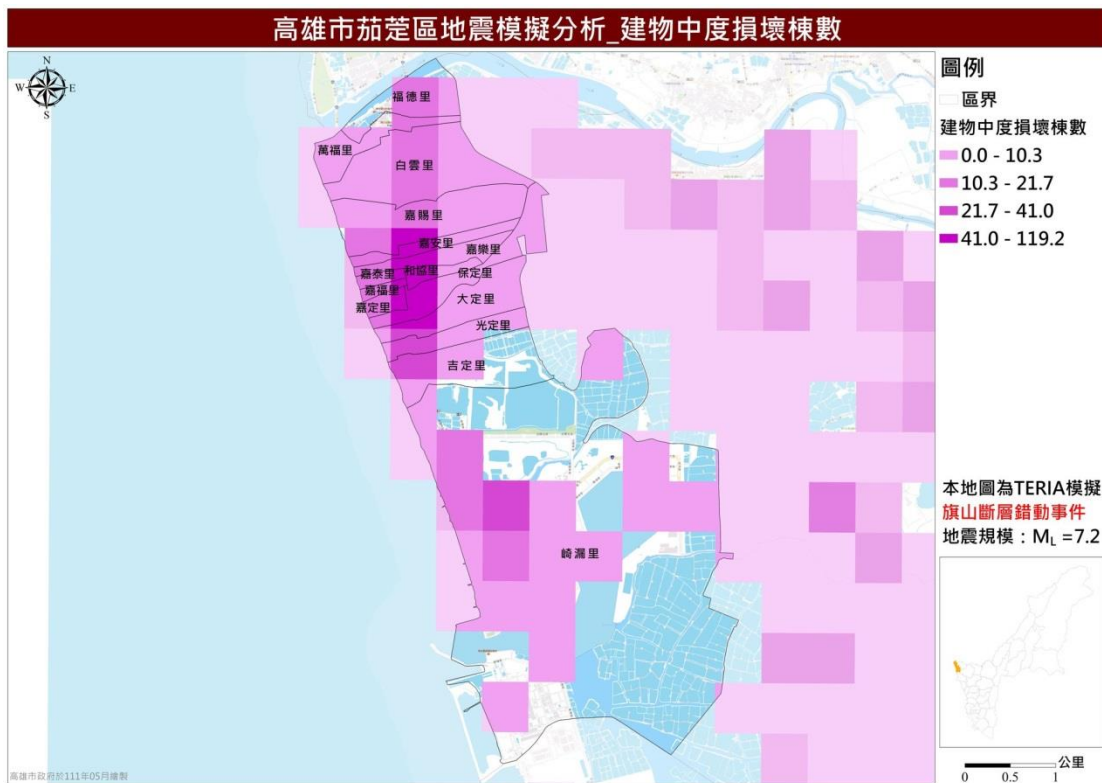 高雄市茄萣區地震模擬分析_建物中度損壞棟數
N
W
E
S
圖例
區界
建物中度損壞棟數
0.0 - 10.3
10.3 - 21.7
21.7 - 41.0
41.0 - 119.2
福德里
萬福里
白雲里
嘉賜里
嘉安里
嘉樂里
和協里
嘉泰里
保定里
嘉福里
大定里
嘉定里
光定里
吉定里
崎漏里
本地圖為TERIA模擬
旗山斷層錯動事件
地震規模：ML =7.2
公里
0 0.5 1
高雄市政府於111年05月繪製